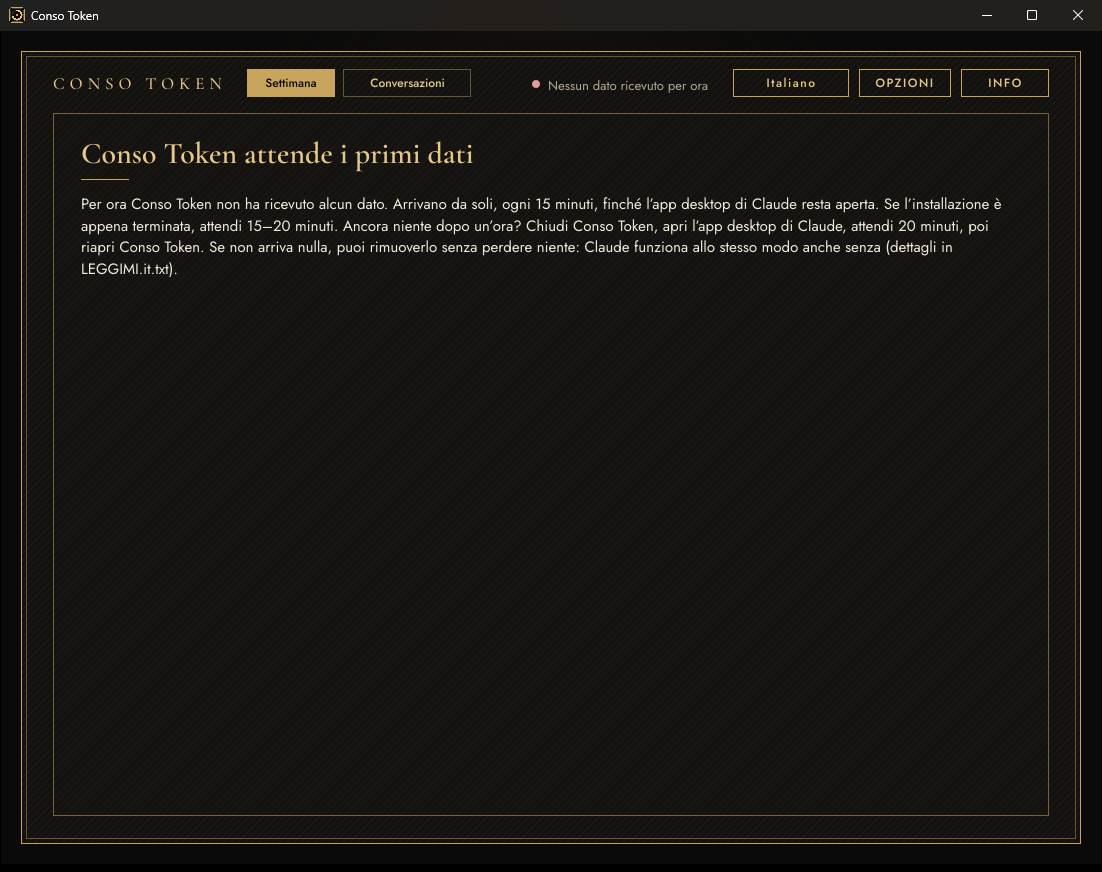 Conso Token
CONSO TOKEN
Settimana
Conversazioni
Nessun dato ricevuto per ora
Italiano
OPZIONI
INFO
Conso Token attende i primi dati
Per ora Conso Token non ha ricevuto alcun dato. Arrivano da soli, ogni 15 minuti, finché l’app desktop di Claude resta aperta. Se l’installazione è
appena terminata, attendi 15–20 minuti. Ancora niente dopo un’ora? Chiudi Conso Token, apri l’app desktop di Claude, attendi 20 minuti, poi
riapri Conso Token. Se non arriva nulla, puoi rimuoverlo senza perdere niente: Claude funziona allo stesso modo anche senza (dettagli in
LEGGIMI.it.txt).